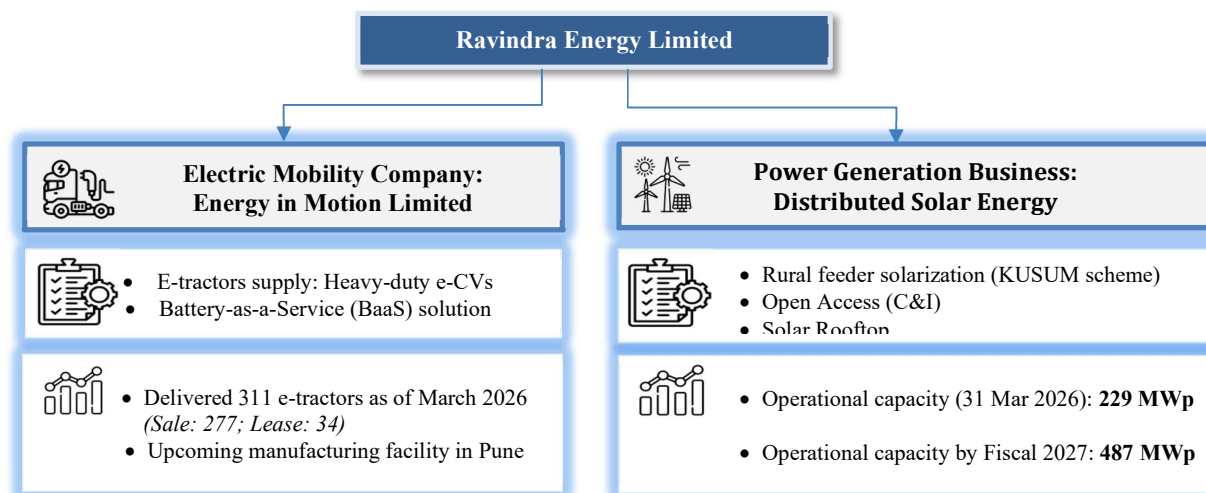 Ravindra Energy Limited
Electric Mobility Company:
Energy in Motion Limited
• E-tractors supply: Heavy-duty e-CVs
• Battery-as-a-Service (BaaS) solution
• Delivered 311 e-tractors as of March 2026
(Sale: 277; Lease: 34)
• Upcoming manufacturing facility in Pune
Power Generation Business:
Distributed Solar Energy
• Rural feeder solarization (KUSUM scheme)
• Open Access (C&I)
• Solar Rooftop
• Operational capacity (31 Mar 2026): 229 MWp
• Operational capacity by Fiscal 2027: 487 MWp